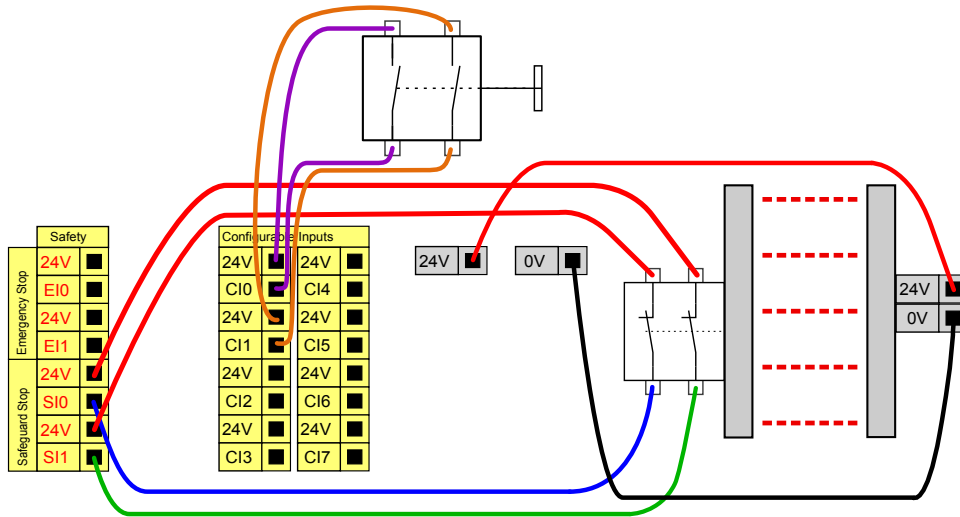 Safety
Emergency Stop
24V
EI0
24V
EI1
Safeguard Stop
24V
SI0
24V
SI1
Configurable Inputs
24V 24V
CI0 CI4
24V 24V
CI1 CI5
24V 24V
CI2 CI6
24V 24V
CI3 CI7
24V
0V
24V
0V